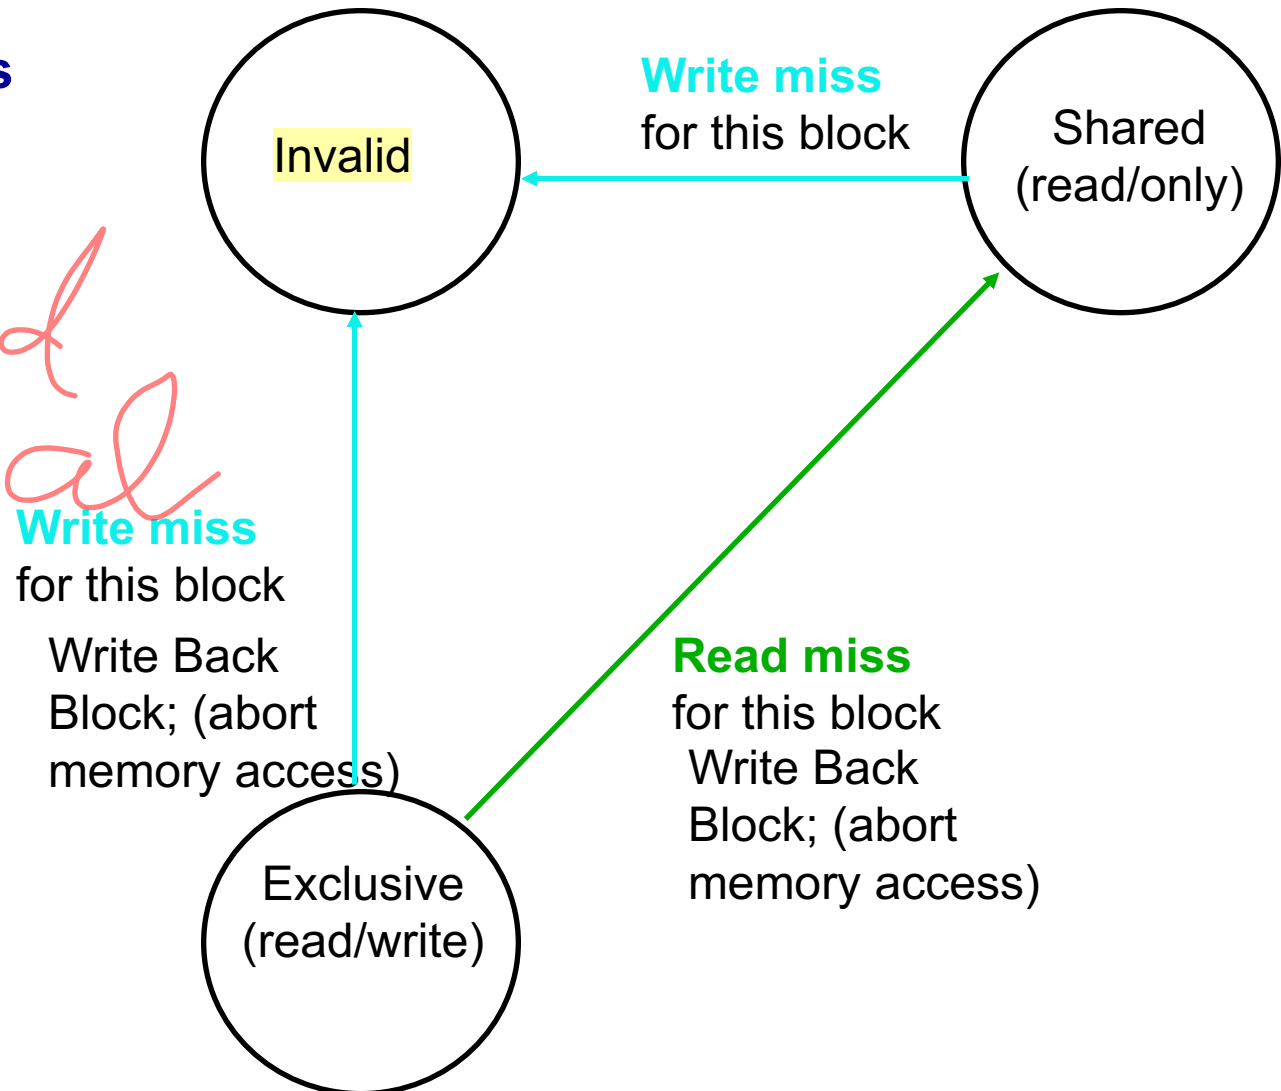 s
Invalid
Write miss
for this block
Shared
(read/only)
d
al
Write miss
for this block
Write Back
Block; (abort
memory access)
Read miss
for this block
Write Back
Block; (abort
memory access)
Exclusive
(read/write)